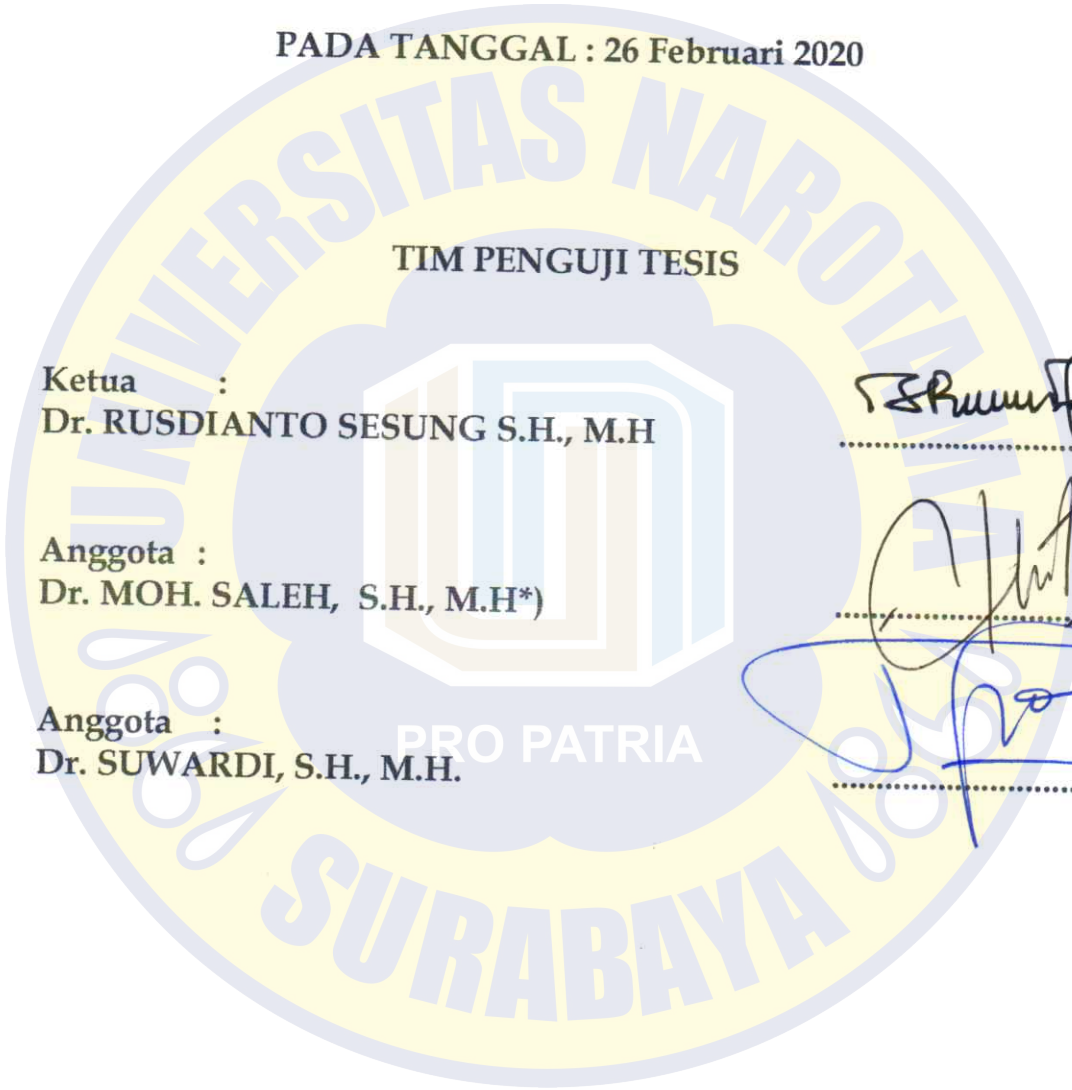 PADA TANGGAL : 26 Februari 2020
TIM PENGUJI TESIS
Ketua :
Dr. RUSDIANTO SESUNG S.H., M.H
Anggota :
Dr. MOH. SALEH, S.H., M.H*)
Anggota :
Dr. SUWARDI, S.H., M.H.
UNIVERSITAS NAROTAMA
PRO PATRIA
SURABAYA